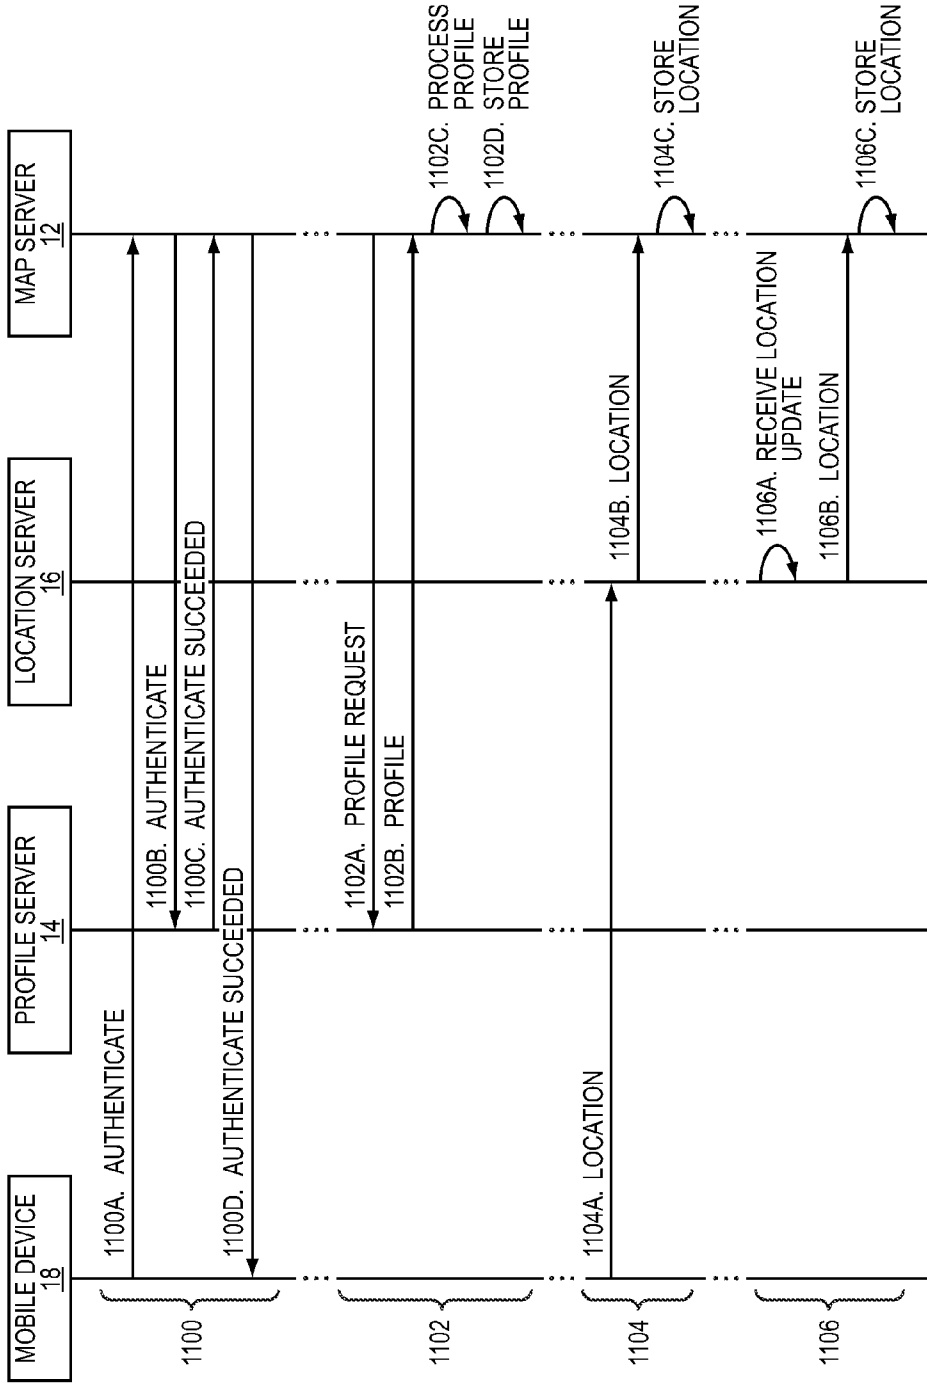 MOBILE DEVICE
18
PROFILE SERVER
14
LOCATION SERVER
16
MAP SERVER
12
1100
1100A. AUTHENTICATE
1100B. AUTHENTICATE
1100C. AUTHENTICATE SUCCEEDED
1100D. AUTHENTICATE SUCCEEDED
1102
1102A. PROFILE REQUEST
1102B. PROFILE
1102C. PROCESS
PROFILE
1102D. STORE
PROFILE
1104
1104A. LOCATION
1104B. LOCATION
1104C. STORE
LOCATION
1106
1106A. RECEIVE LOCATION
UPDATE
1106B. LOCATION
1106C. STORE
LOCATION